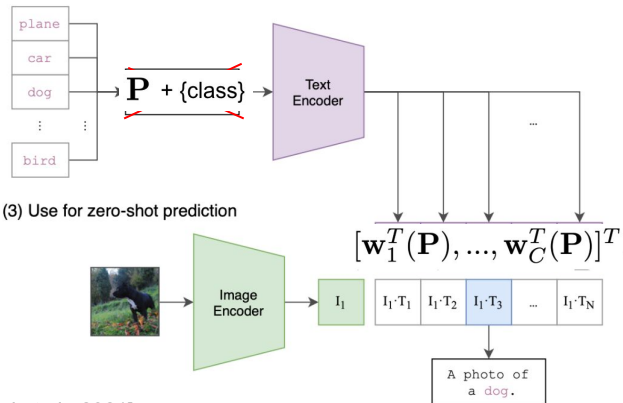 plane
car
dog
⋮ ⋮
bird
P + {class}
Text
Encoder
...
(3) Use for zero-shot prediction
[w₁ᵀ(P), ..., w_Cᵀ(P)]ᵀ
Image
Encoder
I₁
I₁·T₁ I₁·T₂ I₁·T₃ ... I₁·T_N
A photo of
a dog.